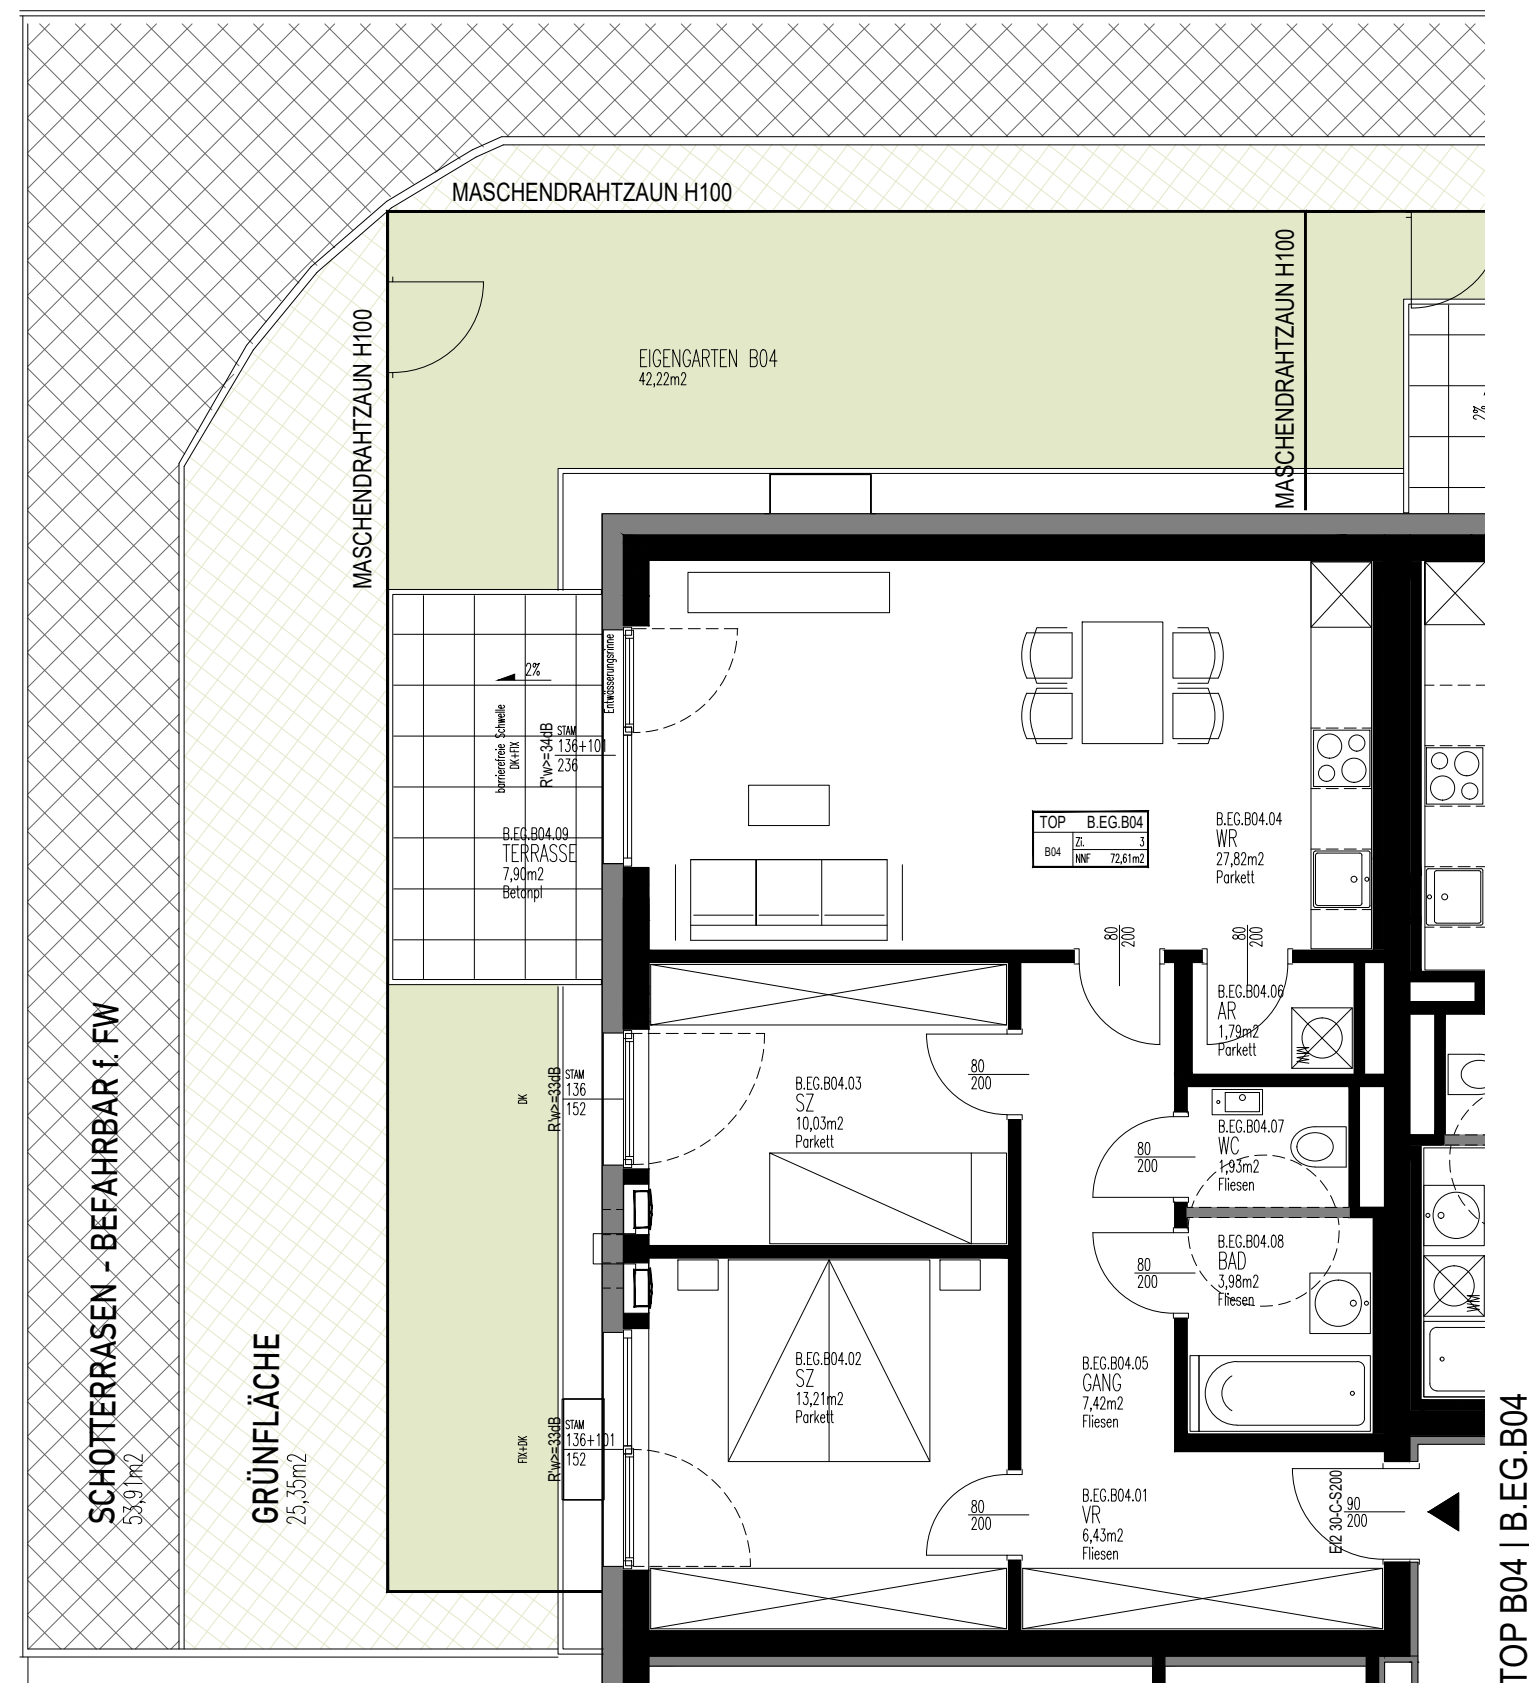 MASCHENDRAHTZAUN H100
MASCHENDRAHTZAUN H100
MASCHENDRAHTZAUN H100
EIGENGARTEN B04
42,22m2
2%
2%
Entwässerungsrinne
barrierefreie Schwelle
DK+FIX
R'w>=34dB
STAM
136+101
236
B.EG.B04.09
TERRASSE
7,90m2
Betonpl
TOP B.EG.B04
B04
Zi. 3
NNF 72,61m2
B.EG.B04.04
WR
27,82m2
Parkett
80
200
80
200
B.EG.B04.06
AR
1,79m2
Parkett
WM
DK
R'w>=33dB
STAM
136
152
B.EG.B04.03
SZ
10,03m2
Parkett
80
200
B.EG.B04.07
WC
1,93m2
Fliesen
80
200
B.EG.B04.08
BAD
3,98m2
Fliesen
80
200
WM
B.EG.B04.02
SZ
13,21m2
Parkett
B.EG.B04.05
GANG
7,42m2
Fliesen
FIX+DK
R'w>=33dB
STAM
136+101
152
B.EG.B04.01
VR
6,43m2
Fliesen
80
200
EI2 30-C-S200
90
200
SCHOTTERRASEN - BEFAHRBAR f. FW
53,91m2
GRÜNFLÄCHE
25,35m2
TOP B04 | B.EG.B04